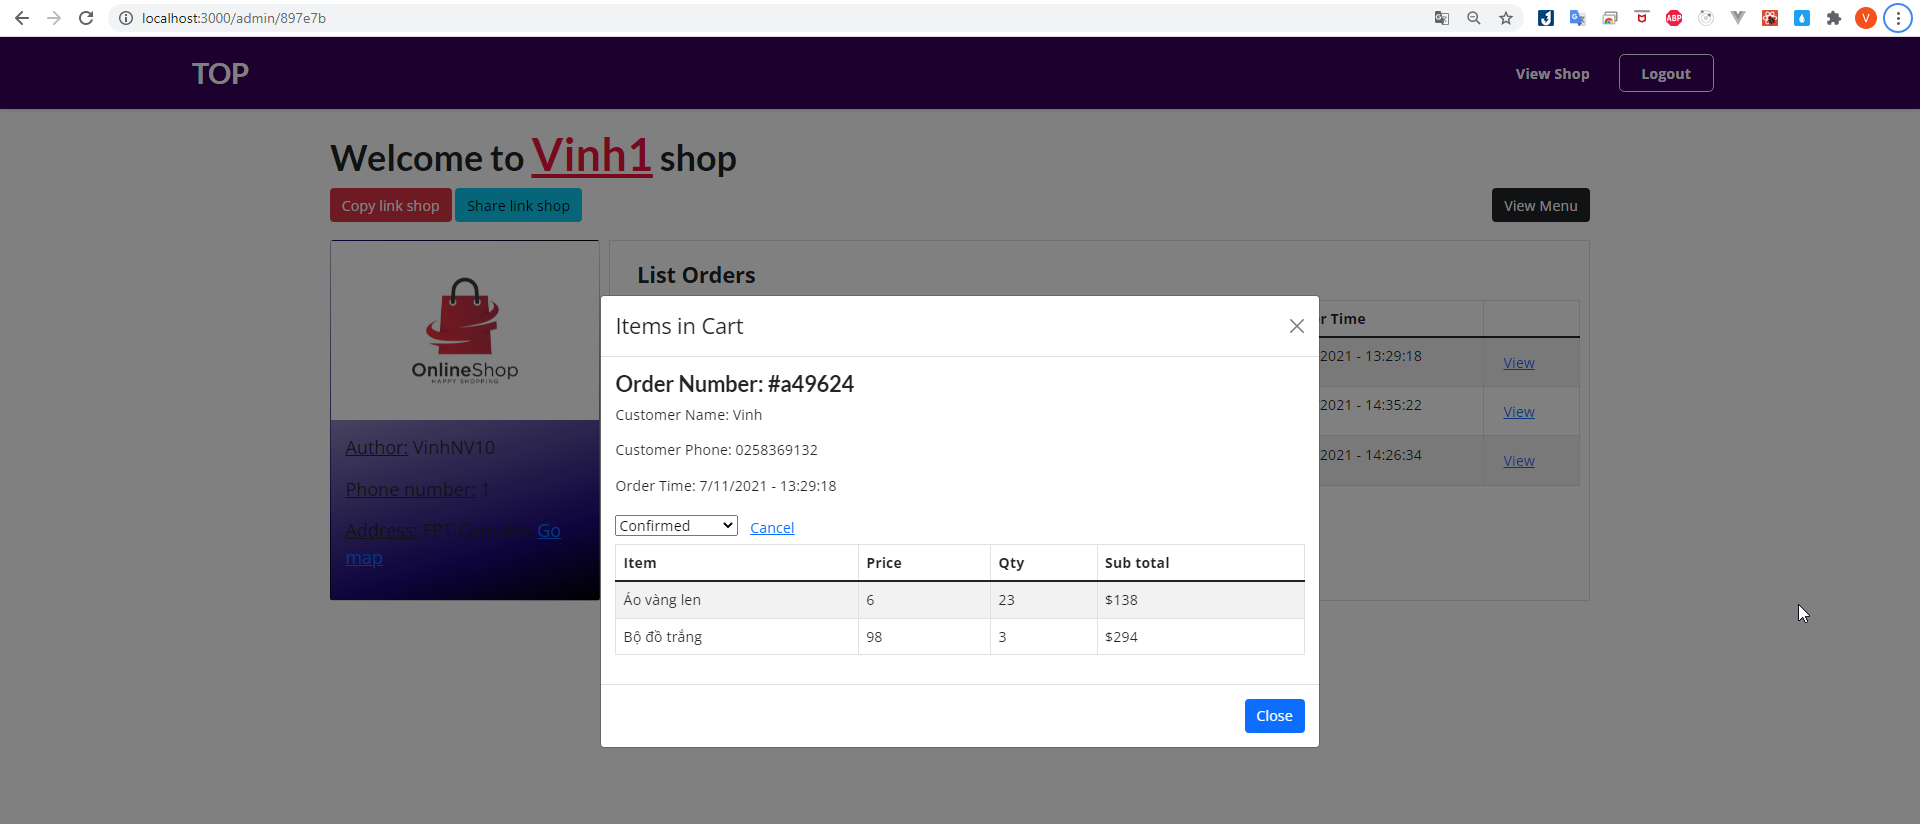 localhost:3000/admin/897e7b
TOP
View Shop
Logout
Welcome to Vinh1 shop
Copy link shop
Share link shop
View Menu
OnlineShop
HAPPY SHOPPING
Author: VinhNV10
Phone number: 1
Address: FPT Go
map
List Orders
r Time
2021 - 13:29:18
View
2021 - 14:35:22
View
2021 - 14:26:34
View
Items in Cart
Order Number: #a49624
Customer Name: Vinh
Customer Phone: 0258369132
Order Time: 7/11/2021 - 13:29:18
Confirmed
Cancel
Item Price Qty Sub total
Áo vàng len 6 23 $138
Bộ đồ trắng 98 3 $294
Close
ABP
V